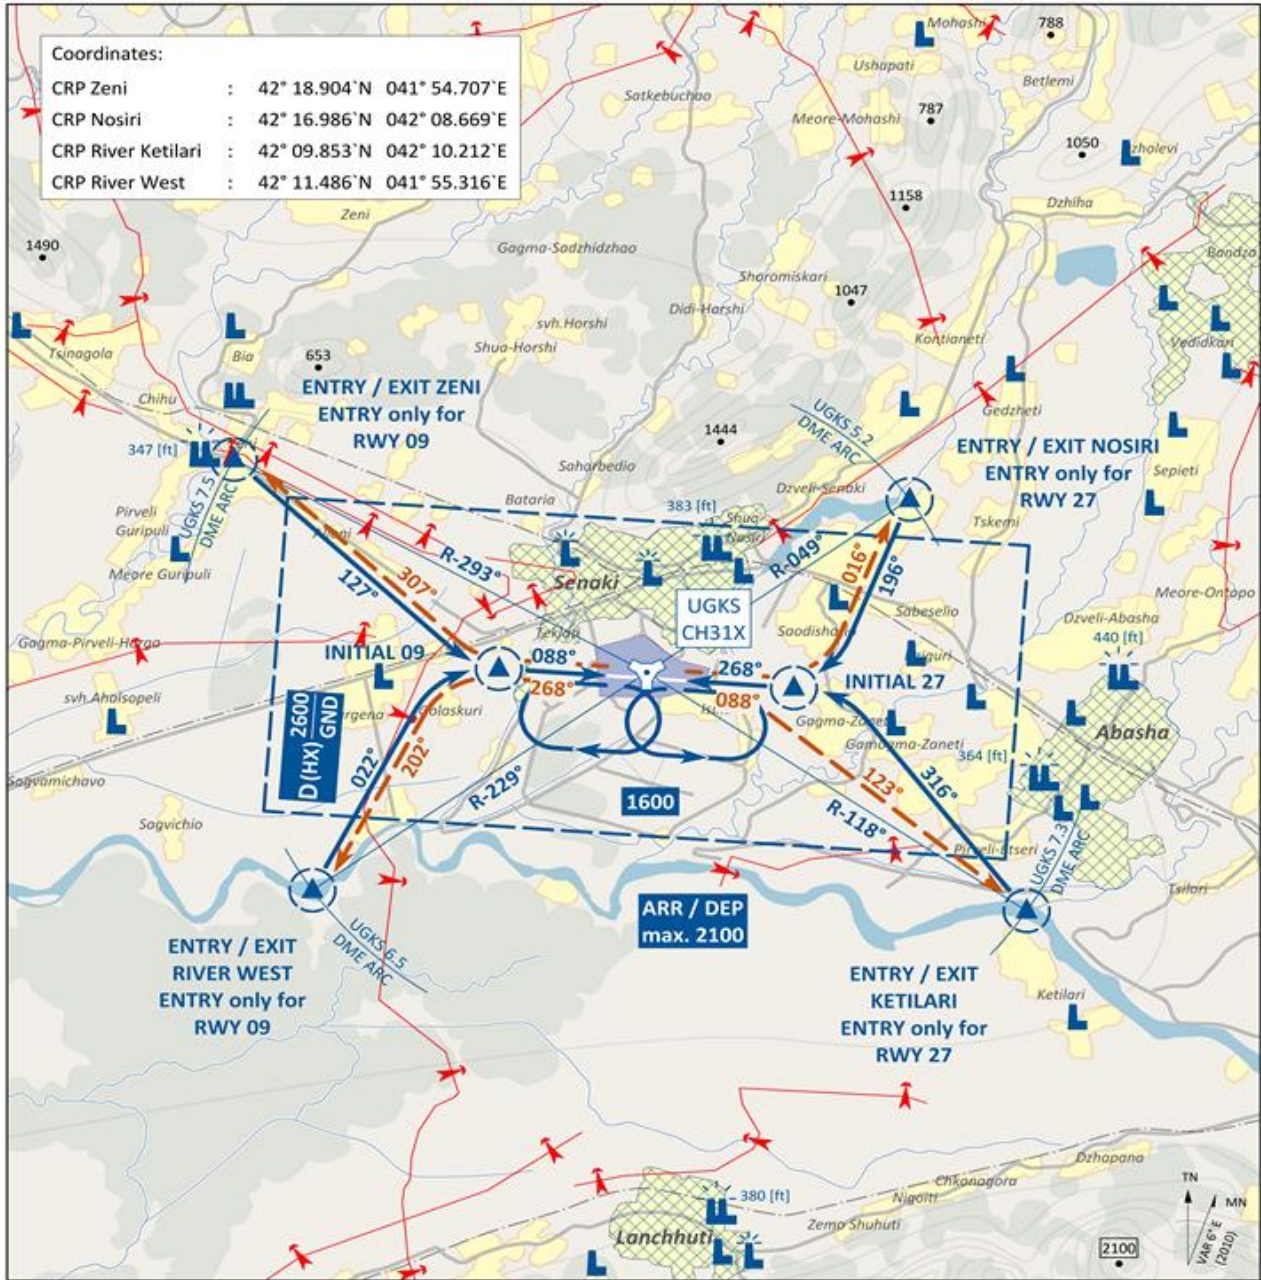 Coordinates:
CRP Zeni : 42° 18.904`N 041° 54.707`E
CRP Nosiri : 42° 16.986`N 042° 08.669`E
CRP River Ketilari : 42° 09.853`N 042° 10.212`E
CRP River West : 42° 11.486`N 041° 55.316`E
Mohashi
788
Ushapati
Betlemi
Satkebuchao
Meore-Mohashi
787
1050
1158
Dzhiha
Zeni
1490
Gagma-Sadzhidzhao
Bandza
Shoromiskari
1047
Didi-Horshi
svh.Horshi
Shua-Horshi
Kontianeti
Vedidkari
Tsinagola
Bia
653
ENTRY / EXIT ZENI
ENTRY only for
RWY 09
Chihu
UGKS 5.2
DME ARC
Gedzheti
1444
ENTRY / EXIT NOSIRI
ENTRY only for
RWY 27
347 [ft]
Saharbedio
Sepieti
Dzveli-Senaki
UGKS 7.5
DME ARC
Bataria
383 [ft]
Pirveli
Guripuli
Shua
Nosiri
Tskemi
Meore Guripuli
R-293°
R-049°
127°
307°
Senaki
016°
196°
UGKS
CH31X
Meore-Ontopo
Sabeselio
Dzveli-Abasha
Gagma-Pirveli-Harga
Teklati
Saodishario
440 [ft]
INITIAL 09
088°
268°
268°
088°
INITIAL 27
svh.Aholsopeli
Golaskuri
Gagma-Zaneti
Gamogma-Zaneti
Abasha
D (HX) 2600
GND
364 [ft]
Sagvamichavo
022°
202°
R-229°
1600
123°
316°
R-118°
Sagvichio
Pirveli-Etseri
UGKS 7.3
DME ARC
Tsilori
ARR / DEP
max. 2100
UGKS 6.5
DME ARC
ENTRY / EXIT
RIVER WEST
ENTRY only for
RWY 09
ENTRY / EXIT
KETILARI
ENTRY only for
RWY 27
Ketilari
Dzhapana
Chkonagora
Nigoiti
380 [ft]
Zemo Shuhuti
Lanchhuti
2100
TN
MN
VAR 6° E
(2010)